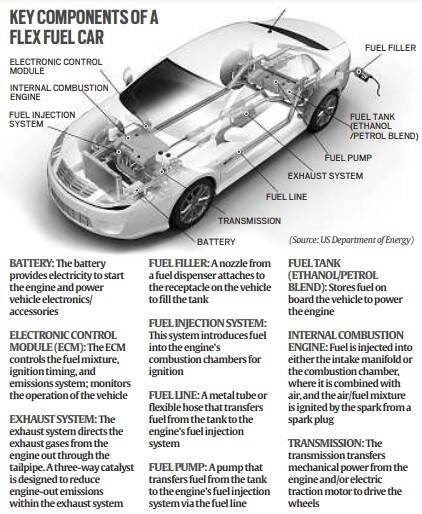 KEY COMPONENTS OF A
FLEX FUEL CAR
ELECTRONIC CONTROL
MODULE
INTERNAL COMBUSTION
ENGINE
FUEL INJECTION
SYSTEM
FUEL FILLER
FUEL TANK
(ETHANOL
/PETROL BLEND)
FUEL PUMP
EXHAUST SYSTEM
FUEL LINE
TRANSMISSION
BATTERY
(Source: US Department of Energy)
BATTERY: The battery
provides electricity to start
the engine and power
vehicle electronics/
accessories
ELECTRONIC CONTROL
MODULE (ECM): The ECM
controls the fuel mixture,
ignition timing, and
emissions system; monitors
the operation of the vehicle
EXHAUST SYSTEM: The
exhaust system directs the
exhaust gases from the
engine out through the
tailpipe. A three-way catalyst
is designed to reduce
engine-out emissions
within the exhaust system
FUEL FILLER: A nozzle from
a fuel dispenser attaches to
the receptacle on the vehicle
to fill the tank
FUEL INJECTION SYSTEM:
This system introduces fuel
into the engine's
combustion chambers for
ignition
FUEL LINE: A metal tube or
flexible hose that transfers
fuel from the tank to the
engine's fuel injection
system
FUEL PUMP: A pump that
transfers fuel from the tank
to the engine's fuel injection
system via the fuel line
FUEL TANK
(ETHANOL/PETROL
BLEND): Stores fuel on
board the vehicle to power
the engine
INTERNAL COMBUSTION
ENGINE: Fuel is injected into
either the intake manifold or
the combustion chamber,
where it is combined with
air, and the air/fuel mixture
is ignited by the spark from a
spark plug
TRANSMISSION: The
transmission transfers
mechanical power from the
engine and/or electric
traction motor to drive the
wheels